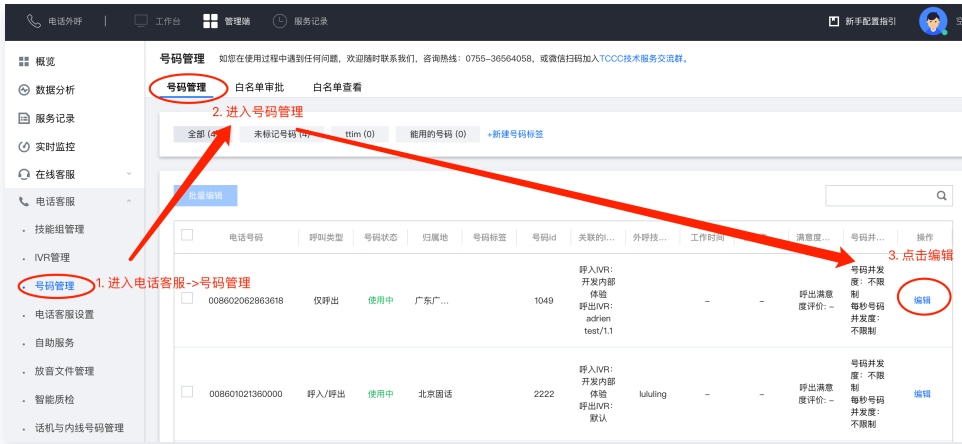 电话外呼 工作台 管理端 服务记录 新手配置指引
概览
数据分析
服务记录
实时监控
在线客服
电话客服
技能组管理
IVR管理
号码管理
电话客服设置
自助服务
放音文件管理
智能质检
话机与内线号码管理
号码管理 如您在使用过程中遇到任何问题，欢迎随时联系我们，咨询热线：0755-36564058，或微信扫码加入TCCC技术服务交流群。
号码管理 白名单审批 白名单查看
2. 进入号码管理
全部 (4) 未标记号码 (4) ttim (0) 能用的号码 (0) +新建号码标签
批量编辑
电话号码 呼叫类型 号码状态 归属地 号码标签 号码id 关联的I... 外呼技... 工作时间 满意度... 号码并... 操作
3. 点击编辑
1. 进入电话客服->号码管理
008602062863618 仅呼出 使用中 广东广... 1049
呼入IVR:
开发内部
体验
呼出IVR:
adrien
test/1.1
– –
呼出满意
度评价: –
号码并发
度：不限
制
每秒号码
并发度：
不限制
编辑
008601021360000 呼入/呼出 使用中 北京固话 2222
呼入IVR:
开发内部
体验
呼出IVR:
默认
lululing – –
呼出满意
度评价: –
号码并发
度：不限
制
每秒号码
并发度：
不限制
编辑